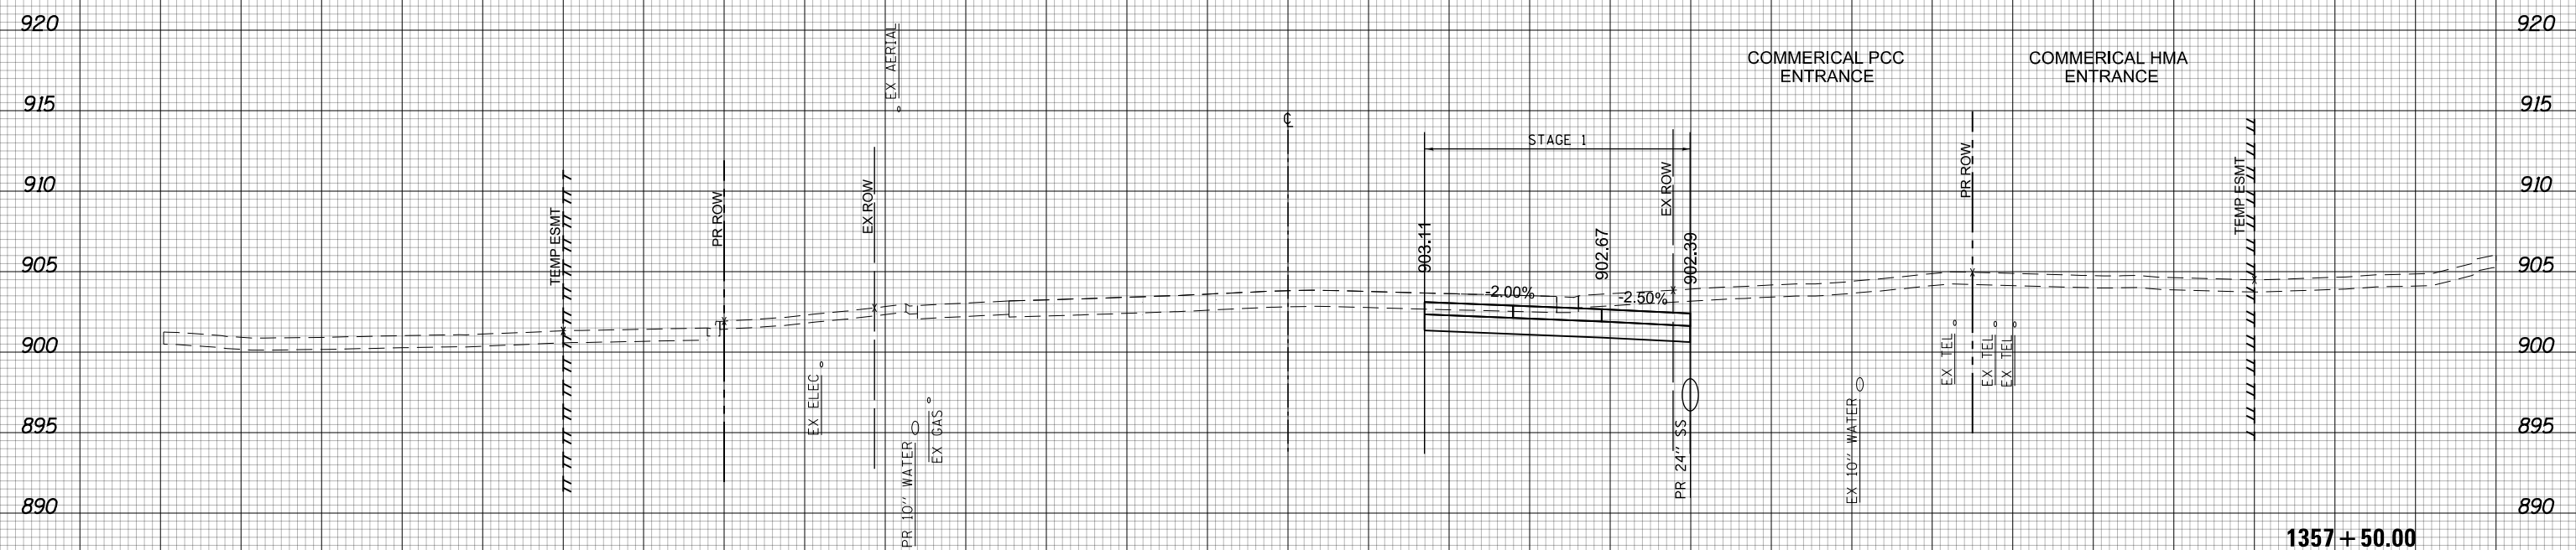 920
920
EX AERIAL
COMMERICAL PCC
ENTRANCE
COMMERICAL HMA
ENTRANCE
915
915
℄
STAGE 1
910
910
TEMP ESMT
PR ROW
EX ROW
EX ROW
PR ROW
TEMP ESMT
903.11
902.67
902.39
905
905
-2.00%
-2.50%
900
900
EX ELEC
EX TEL
EX TEL
EX TEL
895
895
PR 10" WATER
EX GAS
PR 24" SS
EX 10" WATER
890
890
1357+50.00